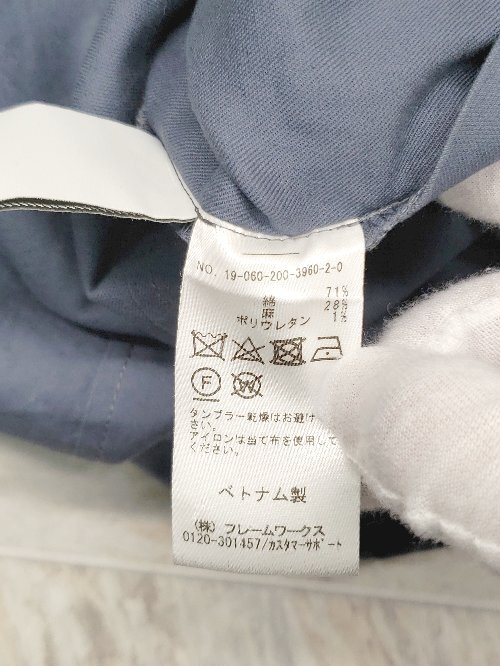 NO. 19-060-200-3960-2-0
綿 71%
麻 28%
ポリウレタン 1%
F
W
タンブラー乾燥はお避け
さい。
アイロンは当て布を使用して
い。
ベトナム製
(株) フレームワークス
0120-301457/カスタマーサポート